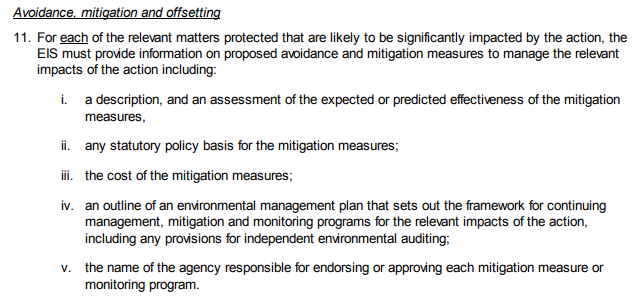 Avoidance, mitigation and offsetting
11. For each of the relevant matters protected that are likely to be significantly impacted by the action, the
EIS must provide information on proposed avoidance and mitigation measures to manage the relevant
impacts of the action including:
i. a description, and an assessment of the expected or predicted effectiveness of the mitigation
measures,
ii. any statutory policy basis for the mitigation measures;
iii. the cost of the mitigation measures;
iv. an outline of an environmental management plan that sets out the framework for continuing
management, mitigation and monitoring programs for the relevant impacts of the action,
including any provisions for independent environmental auditing;
v. the name of the agency responsible for endorsing or approving each mitigation measure or
monitoring program.